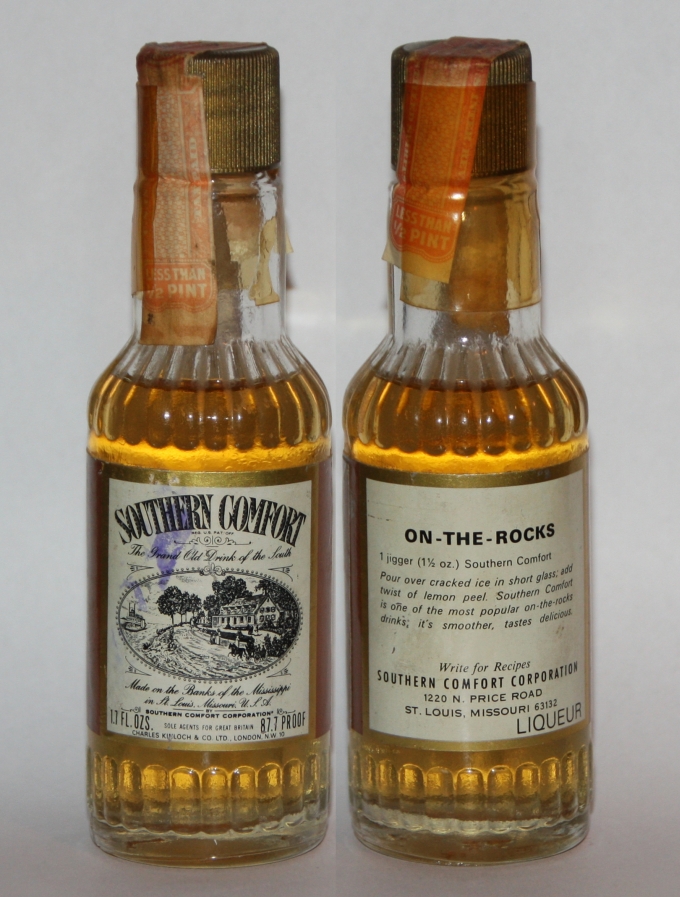 LESS THAN
1/2 PINT
SOUTHERN COMFORT
REG. U.S. PAT. OFF.
The Grand Old Drink of the South
Made on the Banks of the Mississippi
in St. Louis, Missouri, U.S.A.
BY
SOUTHERN COMFORT CORPORATION
1.7 FL. OZS. SOLE AGENTS FOR GREAT BRITAIN 87.7 PROOF
CHARLES KINLOCH & CO. LTD., LONDON, N.W. 10
LESS THAN
1/2 PINT
ON-THE-ROCKS
1 jigger (1½ oz.) Southern Comfort
Pour over cracked ice in short glass; add
twist of lemon peel. Southern Comfort
is one of the most popular on-the-rocks
drinks; it's smoother, tastes delicious.
Write for Recipes
SOUTHERN COMFORT CORPORATION
1220 N. PRICE ROAD
ST. LOUIS, MISSOURI 63132
LIQUEUR